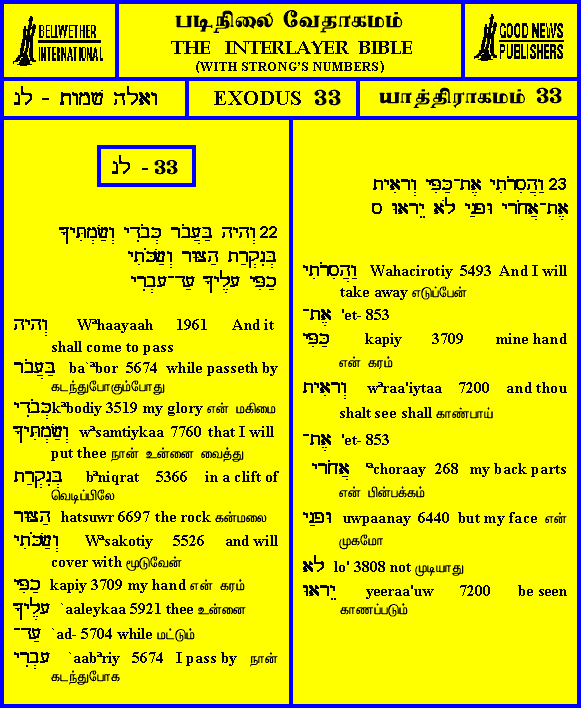 BELLWETHER
INTERNATIONAL
படிநிலை வேதாகமம்
THE INTERLAYER BIBLE
(WITH STRONG'S NUMBERS)
GOOD NEWS
PUBLISHERS
ואלה שמות - לג
EXODUS 33
யாத்திராகமம் 33
לג - 33
22 וְהָיָה בַּעֲבֹר כְּבֹדִי וְשַׂמְתִּיךָ
בְּנִקְרַת הַצּוּר וְשַׂכֹּתִי
כַפִּי עָלֶיךָ עַד־עָבְרִי
וְהָיָה Wªhaayaah 1961 And it
shall come to pass
בַּעֲבֹר ba`ªbor 5674 while passeth by
கடந்துபோகும்போது
כְּבֹדִי kªbodiy 3519 my glory என் மகிமை
וְשַׂמְתִּיךָ wªsamtiykaa 7760 that I will
put thee நான் உன்னை வைத்து
בְּנִקְרַת bªniqrat 5366 in a clift of
வெடிப்பிலே
הַצּוּר hatsuwr 6697 the rock கன்மலை
וְשַׂכֹּתִי Wªsakotiy 5526 and will
cover with மூடுவேன்
כַפִּי kapiy 3709 my hand என் கரம்
עָלֶיךָ `aaleykaa 5921 thee உன்னை
עַד־ `ad- 5704 while மட்டும்
עָבְרִי `aabªriy 5674 I pass by நான்
கடந்துபோக
23 וַהֲסִרֹתִי אֶת־כַּפִּי וְרָאִיתָ
אֶת־אֲחֹרָי וּפָנַי לֹא יֵרָאוּ ס
וַהֲסִרֹתִי Wahacirotiy 5493 And I will
take away எடுப்பேன்
אֶת־ 'et- 853
כַּפִּי kapiy 3709 mine hand
என் கரம்
וְרָאִיתָ wªraa'iytaa 7200 and thou
shalt see shall காண்பாய்
אֶת־ 'et- 853
אֲחֹרָי 'ªchoraay 268 my back parts
என் பின்பக்கம்
וּפָנַי uwpaanay 6440 but my face என்
முகமோ
לֹא lo' 3808 not முடியாது
יֵרָאוּ yeeraa'uw 7200 be seen
காணப்படும்